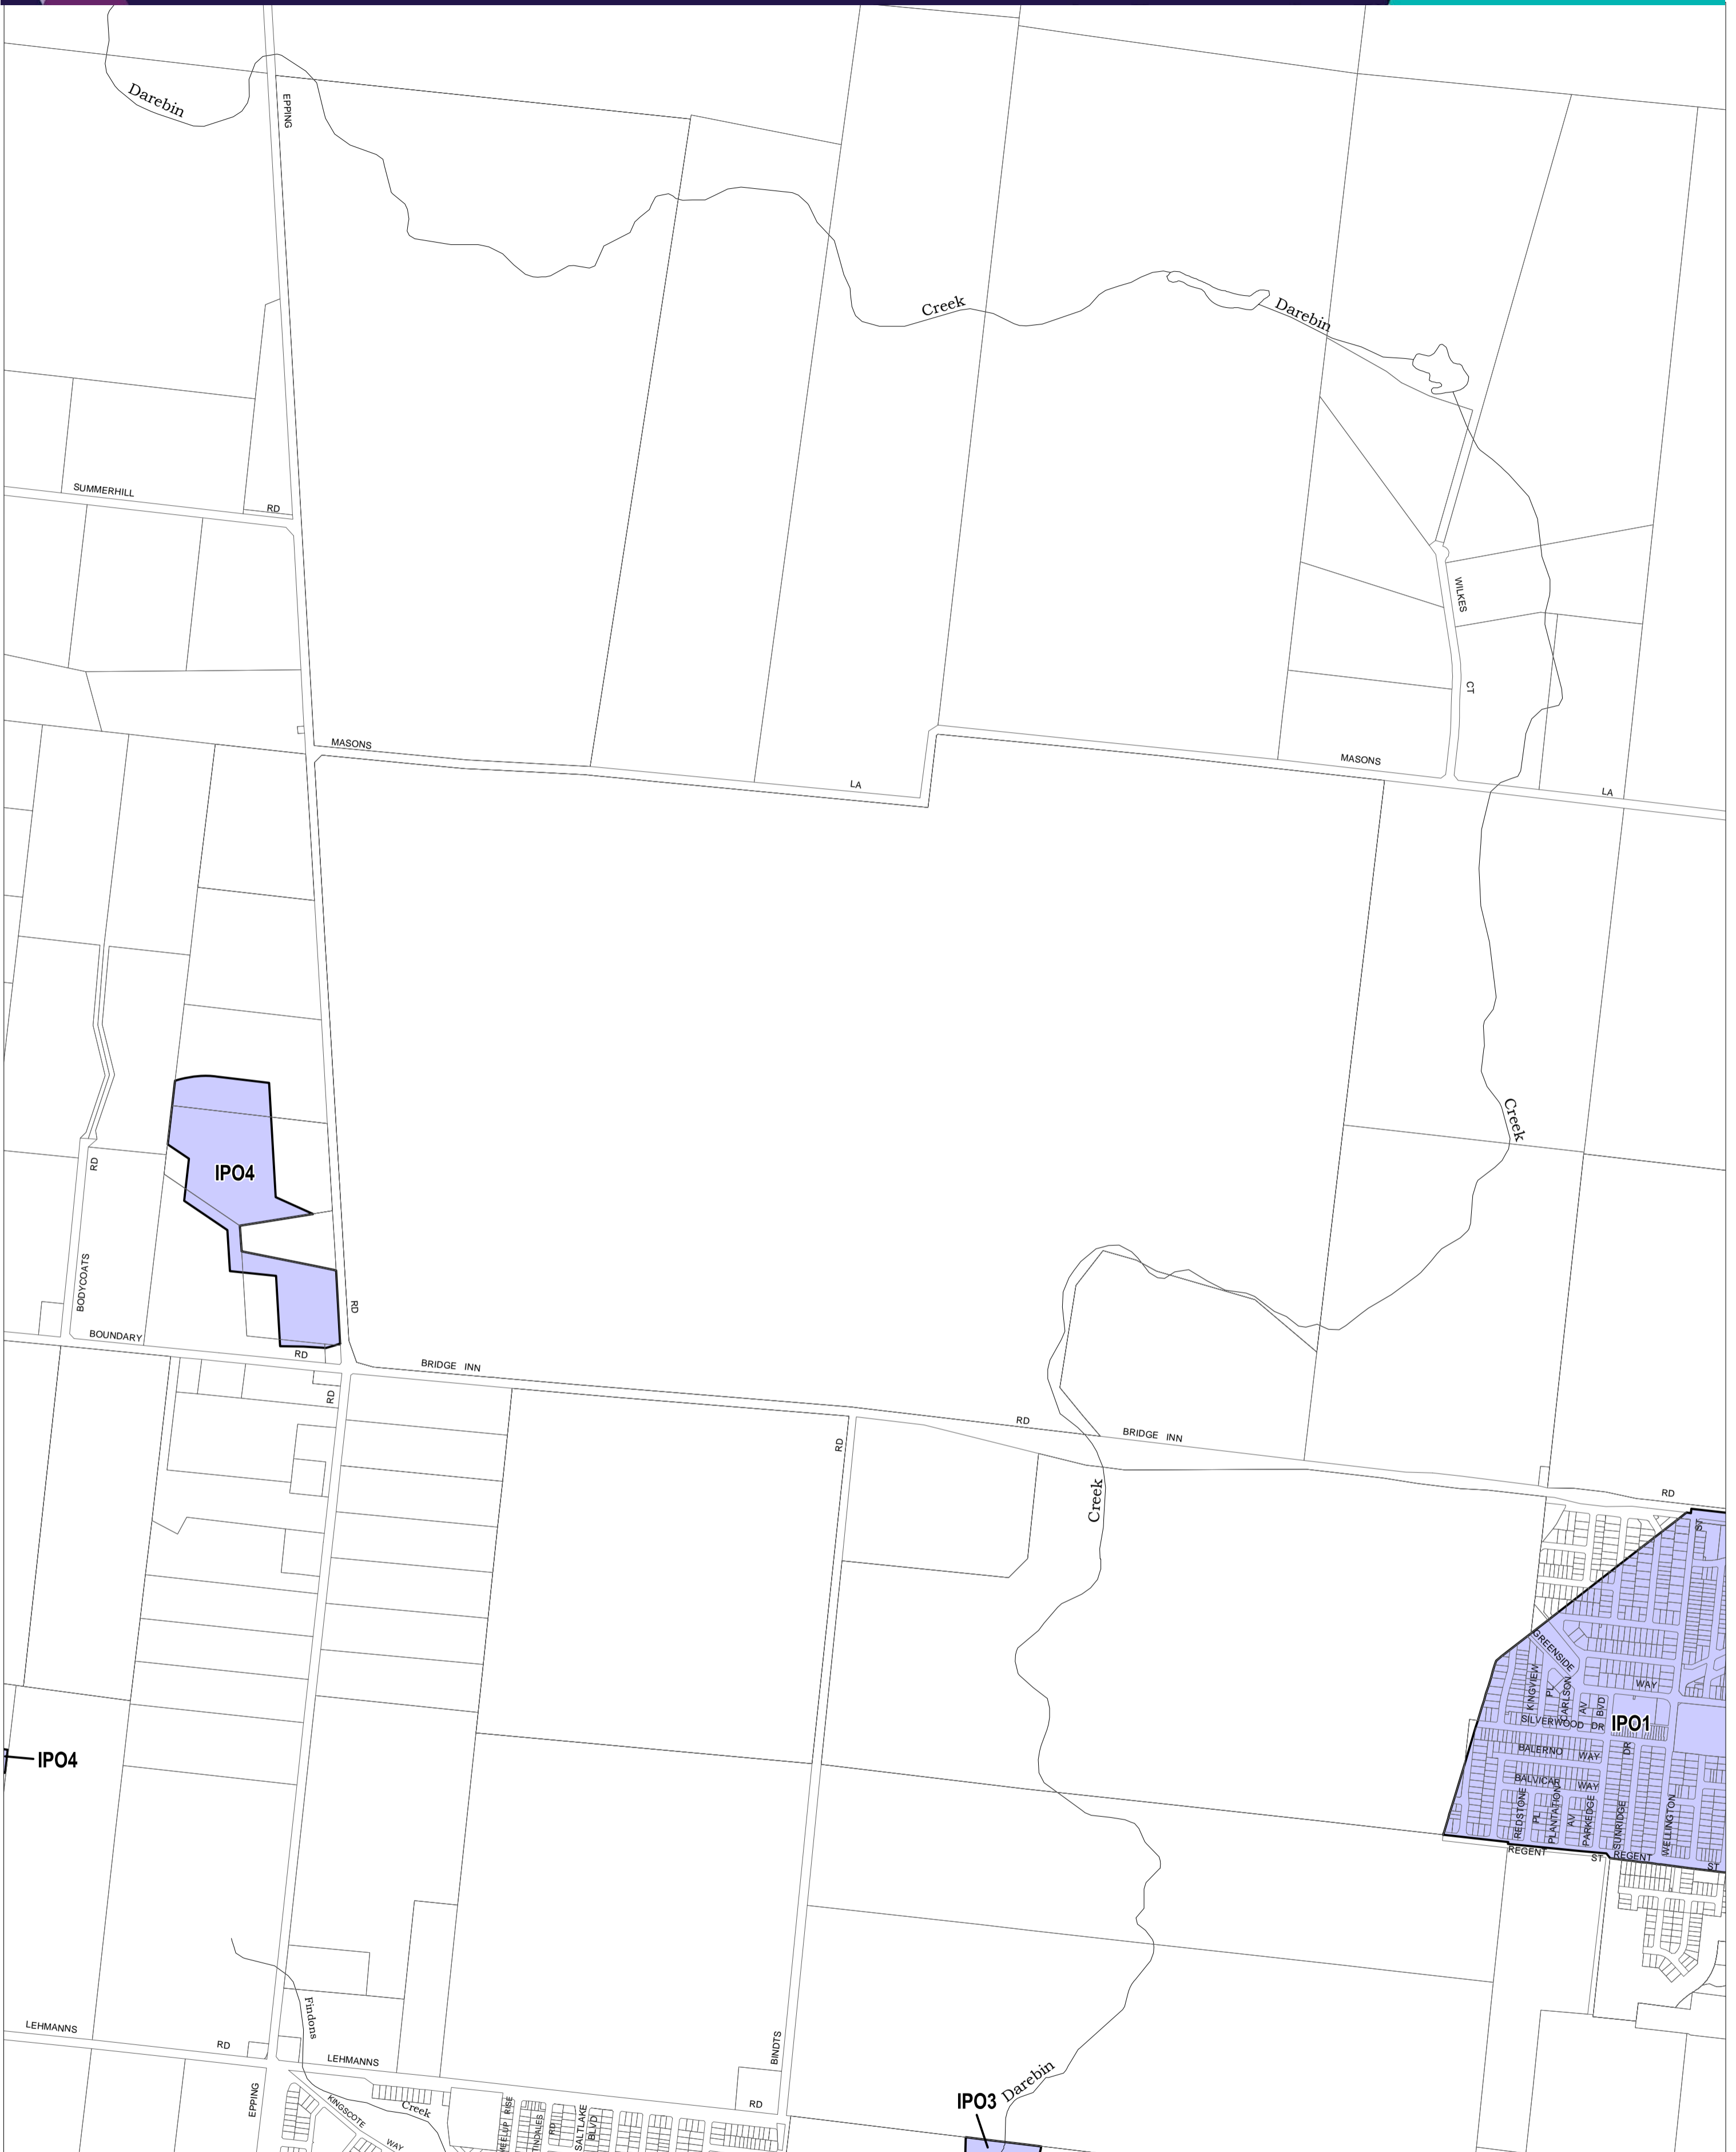 Darebin
EPPING
Creek
Darebin
SUMMERHILL
RD
WILKES
CT
MASONS
LA
MASONS
LA
Creek
RD
IPO4
BODYCOATS
RD
BOUNDARY
RD
BRIDGE INN
RD
RD
RD
BRIDGE INN
Creek
RD
ST
GREENSIDE
WAY
KINGVIEW
PL
CARLSON
AV
BVD
SILVERWOOD DR
IPO1
BALERNO WAY
DR
BALVICAR WAY
REDSTONE
PL
PLANTATION
AV
PARKEDGE
SUNRIDGE
WELLINGTON
REGENT ST
REGENT ST
IPO4
Findons
LEHMANNS
RD
LEHMANNS
BINDTS
RD
EPPING
KINGSCOTE
WAY
Creek
RISE
TINDALES
RD
SALTLAKE
BLVD
IPO3
Darebin